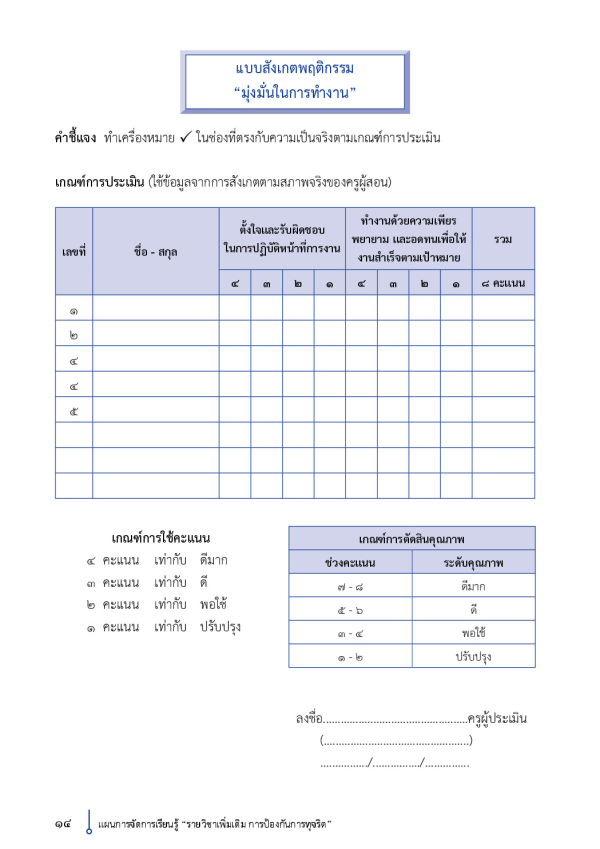 แบบสังเกตพฤติกรรม
“มุ่งมั่นในการทำงาน”
คำชี้แจง ทำเครื่องหมาย ✓ ในช่องที่ตรงกับความเป็นจริงตามเกณฑ์การประเมิน
เกณฑ์การประเมิน (ใช้ข้อมูลจากการสังเกตตามสภาพจริงของครูผู้สอน)
เลขที่ ชื่อ - สกุล ตั้งใจและรับผิดชอบ
ในการปฏิบัติหน้าที่การงาน
ทำงานด้วยความเพียร
พยายาม และอดทนเพื่อให้
งานสำเร็จตามเป้าหมาย
รวม
๔ ๓ ๒ ๑ ๔ ๓ ๒ ๑ ๘ คะแนน
๑
๒
๔
๔
๕
เกณฑ์การใช้คะแนน
๔ คะแนน เท่ากับ ดีมาก
๓ คะแนน เท่ากับ ดี
๒ คะแนน เท่ากับ พอใช้
๑ คะแนน เท่ากับ ปรับปรุง
เกณฑ์การตัดสินคุณภาพ
ช่วงคะแนน ระดับคุณภาพ
๗ - ๘ ดีมาก
๕ - ๖ ดี
๓ - ๔ พอใช้
๑ - ๒ ปรับปรุง
ลงชื่อ.................................................ครูผู้ประเมิน
(.................................................)
................/................/...............
๑๔ แผนการจัดการเรียนรู้ “รายวิชาเพิ่มเติม การป้องกันการทุจริต”